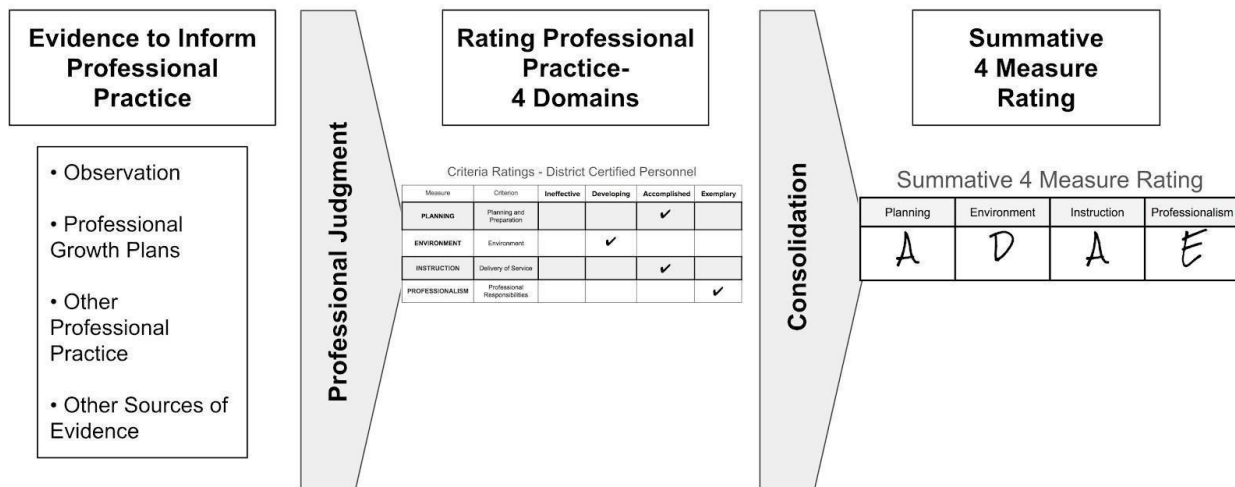 Evidence to Inform
Professional
Practice
• Observation
• Professional
Growth Plans
• Other
Professional
Practice
• Other Sources of
Evidence
Professional Judgment
Rating Professional
Practice-
4 Domains
Criteria Ratings - District Certified Personnel
Measure Criterion Ineffective Developing Accomplished Exemplary
PLANNING Planning and
Preparation ✔
ENVIRONMENT Environment ✔
INSTRUCTION Delivery of Service ✔
PROFESSIONALISM Professional
Responsibilities ✔
Consolidation
Summative
4 Measure
Rating
Summative 4 Measure Rating
Planning Environment Instruction Professionalism
A D A E